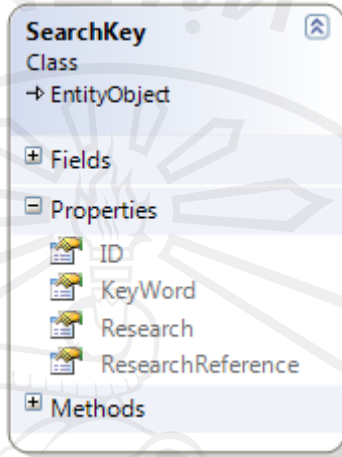 SearchKey
Class
EntityObject
Fields
Properties
ID
KeyWord
Research
ResearchReference
Methods